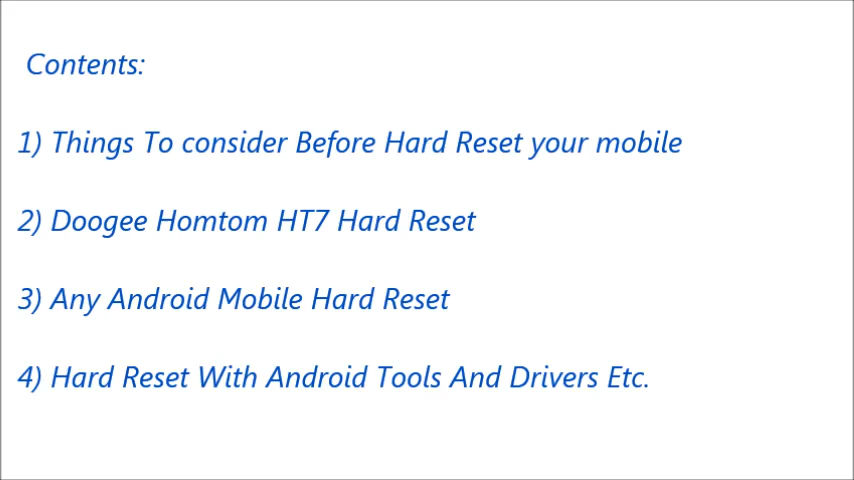 Contents:
1) Things To consider Before Hard Reset your mobile
2) Doogee Homtom HT7 Hard Reset
3) Any Android Mobile Hard Reset
4) Hard Reset With Android Tools And Drivers Etc.